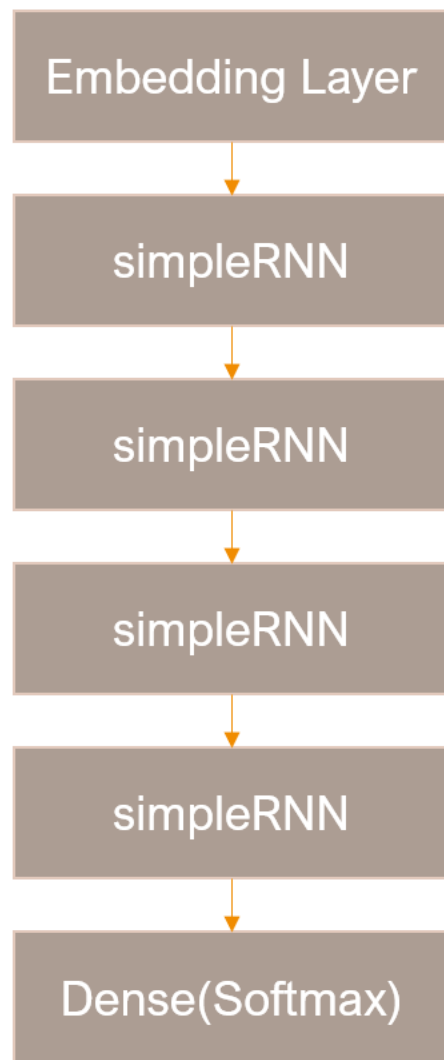 Embedding Layer
simpleRNN
simpleRNN
simpleRNN
simpleRNN
Dense(Softmax)